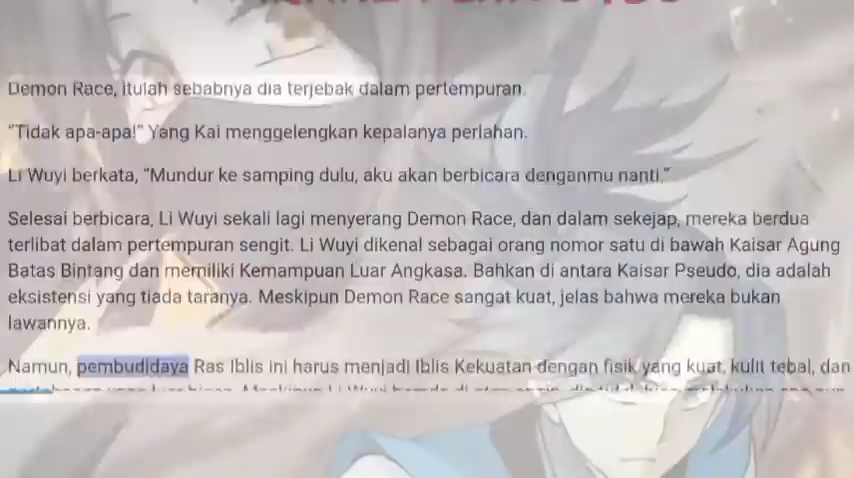 Demon Race, itulah sebabnya dia terjebak dalam pertempuran.
"Tidak apa-apa!" Yang Kai menggelengkan kepalanya perlahan.
Li Wuyi berkata, "Mundur ke samping dulu, aku akan berbicara denganmu nanti."
Selesai berbicara, Li Wuyi sekali lagi menyerang Demon Race, dan dalam sekejap, mereka berdua
terlibat dalam pertempuran sengit. Li Wuyi dikenal sebagai orang nomor satu di bawah Kaisar Agung
Batas Bintang dan memiliki Kemampuan Luar Angkasa. Bahkan di antara Kaisar Pseudo, dia adalah
eksistensi yang tiada taranya. Meskipun Demon Race sangat kuat, jelas bahwa mereka bukan
lawannya.
Namun, pembudidaya Ras Iblis ini harus menjadi Iblis Kekuatan dengan fisik yang kuat, kulit tebal, dan